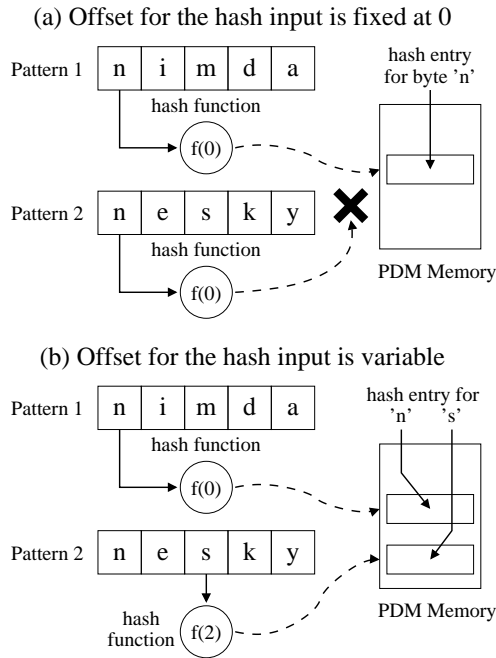 (a) Offset for the hash input is fixed at 0
Pattern 1 n i m d a
hash entry
for byte 'n'
hash function
f(0)
Pattern 2 n e s k y
hash function
f(0)
PDM Memory
(b) Offset for the hash input is variable
Pattern 1 n i m d a
hash entry for
'n' 's'
hash function
f(0)
Pattern 2 n e s k y
hash
function
f(2)
PDM Memory